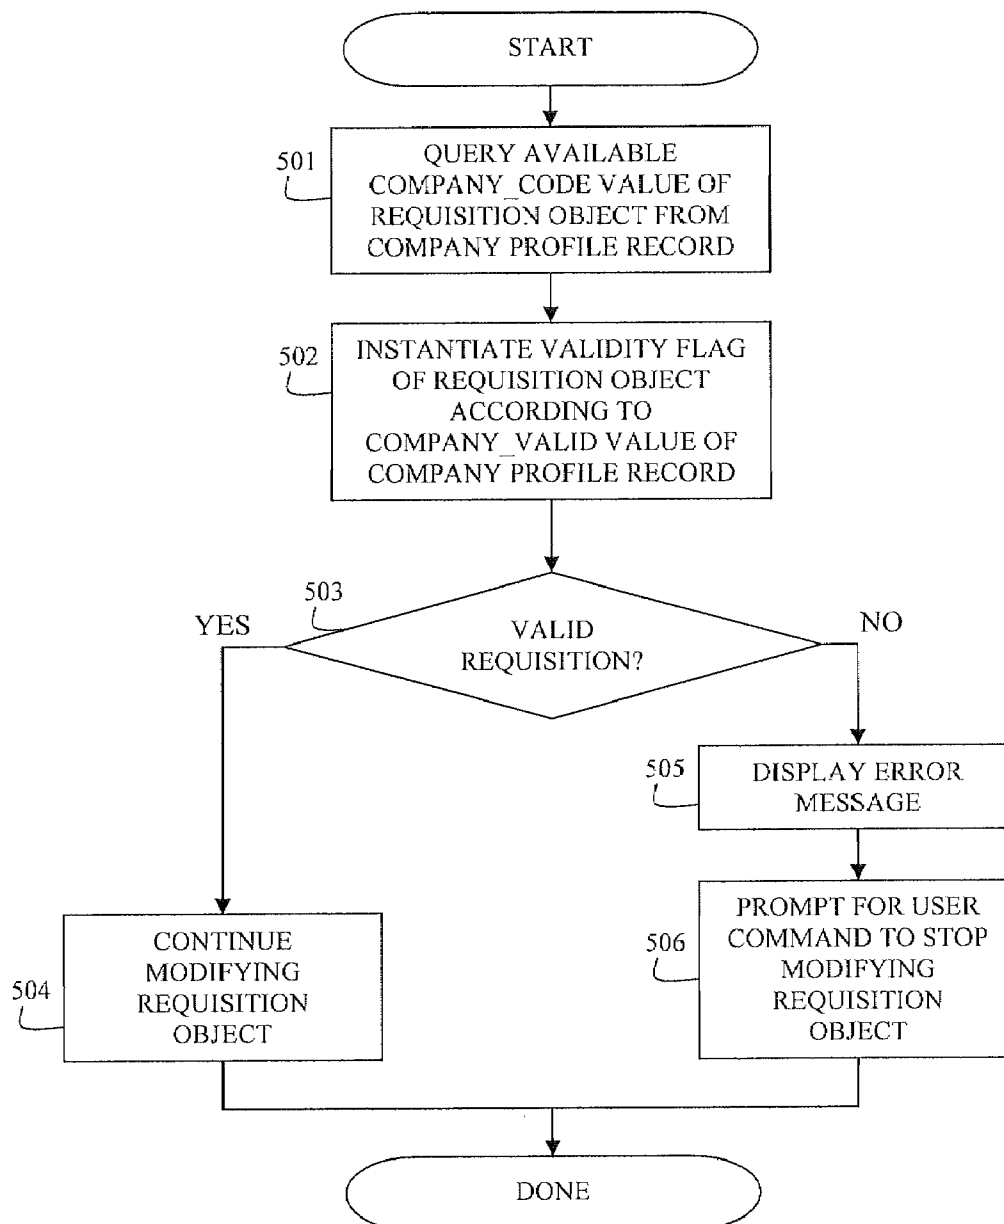 START
501
QUERY AVAILABLE
COMPANY_CODE VALUE OF
REQUISITION OBJECT FROM
COMPANY PROFILE RECORD
502
INSTANTIATE VALIDITY FLAG
OF REQUISITION OBJECT
ACCORDING TO
COMPANY_VALID VALUE OF
COMPANY PROFILE RECORD
503
YES
NO
VALID
REQUISITION?
505
DISPLAY ERROR
MESSAGE
504
CONTINUE
MODIFYING
REQUISITION
OBJECT
506
PROMPT FOR USER
COMMAND TO STOP
MODIFYING
REQUISITION
OBJECT
DONE